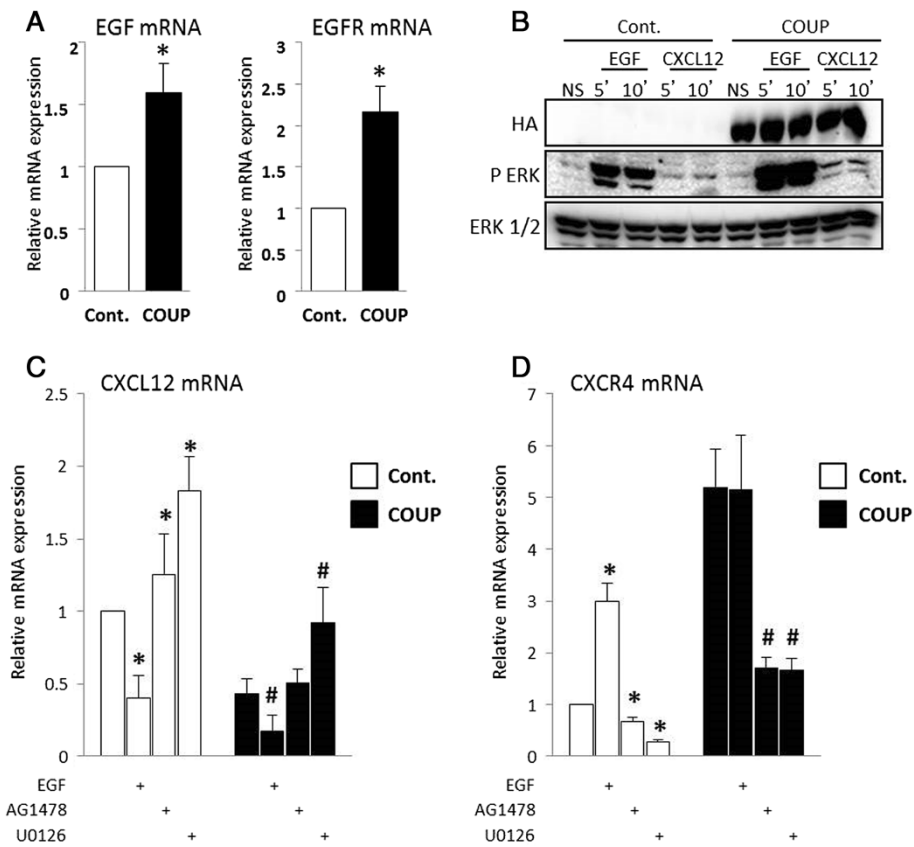 A
EGF mRNA
EGFR mRNA
Relative mRNA expression
2
1.5
1
0.5
0
*
Cont. COUP
Relative mRNA expression
3
2.5
2
1.5
1
0.5
0
*
Cont. COUP
B
Cont. COUP
EGF CXCL12 EGF CXCL12
NS 5’ 10’ 5’ 10’ NS 5’ 10’ 5’ 10’
HA
P ERK
ERK 1/2
C
CXCL12 mRNA
Relative mRNA expression
2.5
2
1.5
1
0.5
0
* * * # #
Cont.
COUP
EGF + +
AG1478 + +
U0126 + +
D
CXCR4 mRNA
Relative mRNA expression
7
6
5
4
3
2
1
0
* * * # #
Cont.
COUP
EGF + +
AG1478 + +
U0126 + +